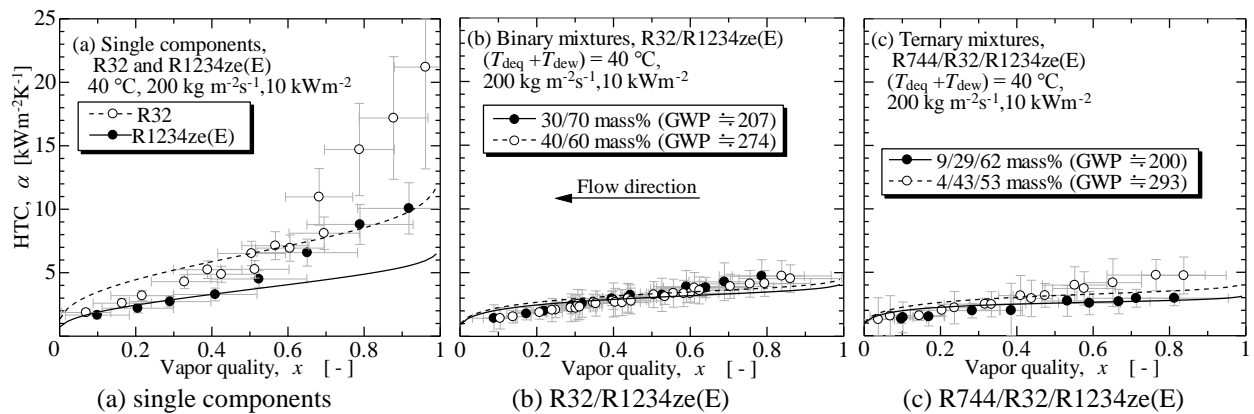 25
20
15
10
5
0
HTC, α [kWm-2K-1]
(a) Single components,
R32 and R1234ze(E)
40 °C, 200 kg m-2s-1,10 kWm-2
R32
R1234ze(E)
0 0.2 0.4 0.6 0.8 1
Vapor quality, x [ - ]
(a) single components
(b) Binary mixtures, R32/R1234ze(E)
(Tdeq +Tdew) = 40 °C,
200 kg m-2s-1,10 kWm-2
30/70 mass% (GWP ≒207)
40/60 mass% (GWP ≒274)
Flow direction
0 0.2 0.4 0.6 0.8 1
Vapor quality, x [ - ]
(b) R32/R1234ze(E)
(c) Ternary mixtures,
R744/R32/R1234ze(E)
(Tdeq +Tdew) = 40 °C,
200 kg m-2s-1,10 kWm-2
9/29/62 mass% (GWP ≒200)
4/43/53 mass% (GWP ≒293)
0 0.2 0.4 0.6 0.8 1
Vapor quality, x [ - ]
(c) R744/R32/R1234ze(E)